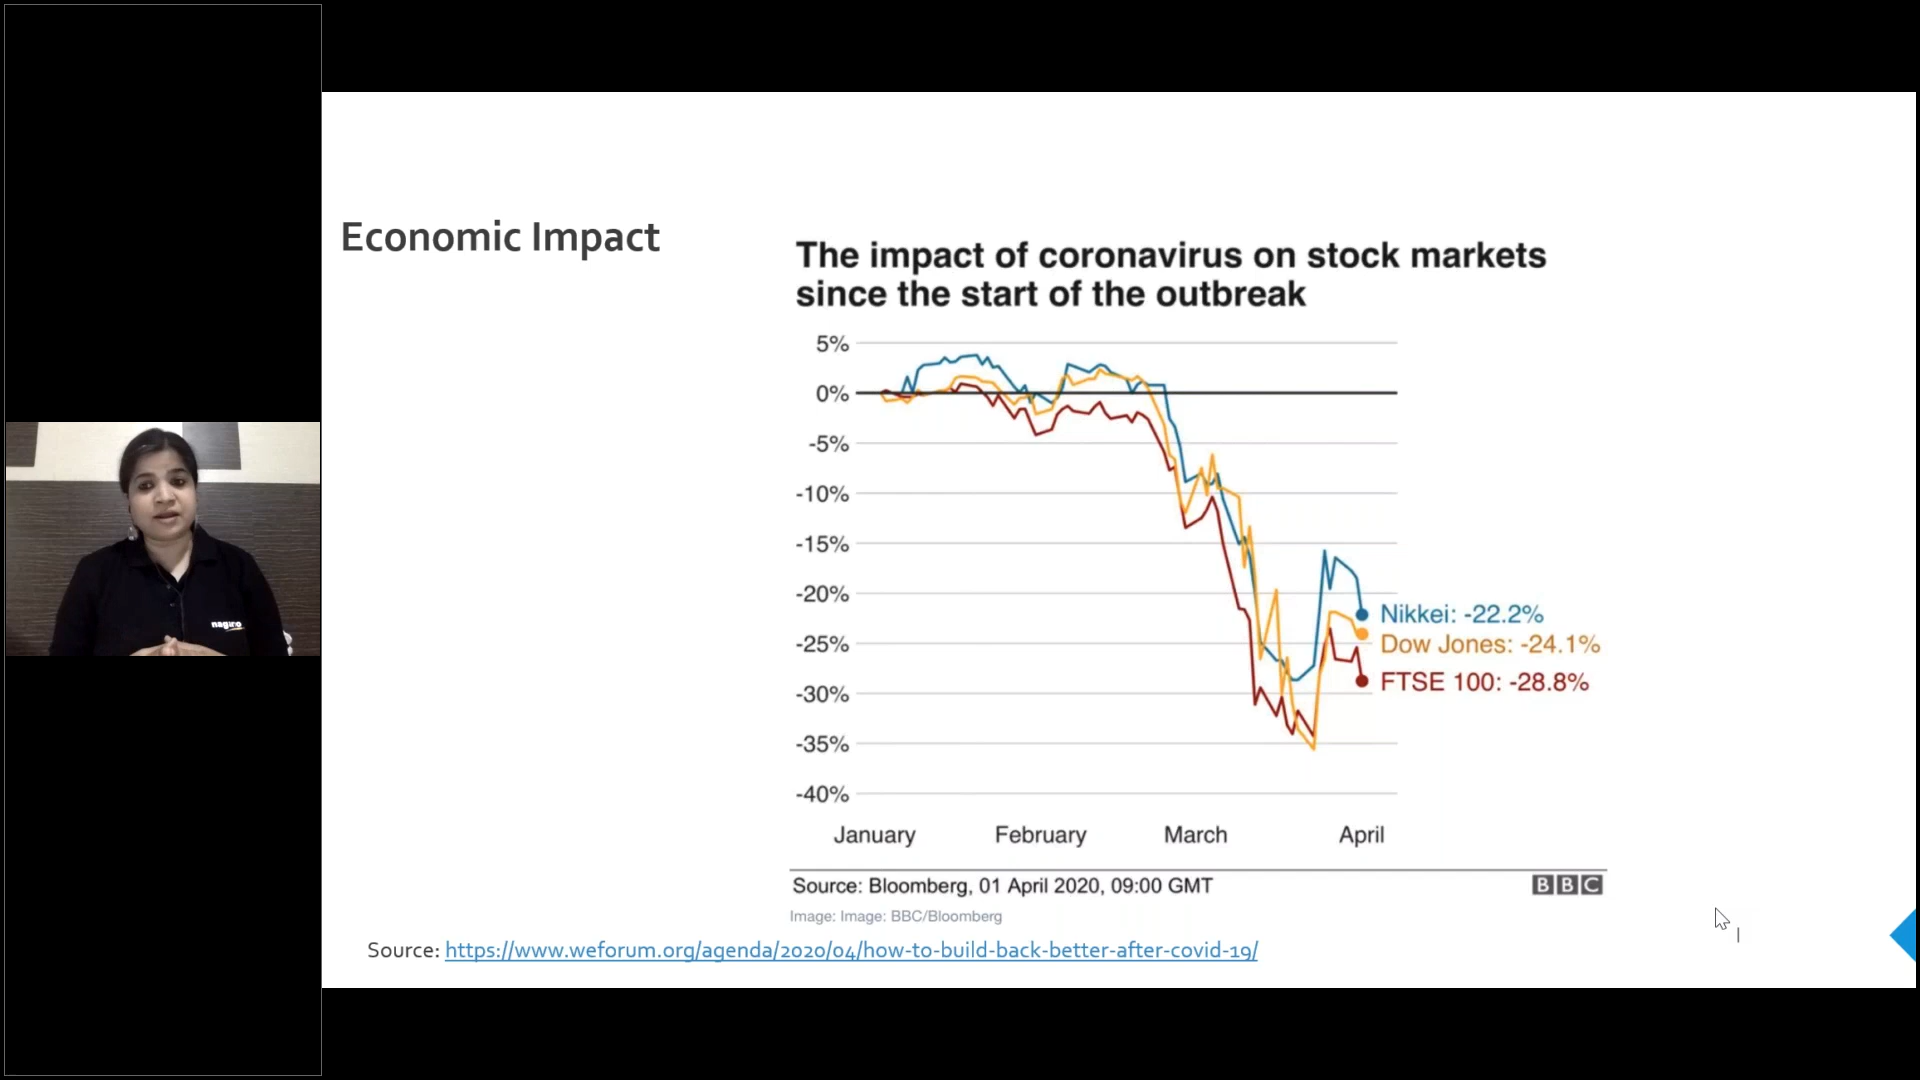 Economic Impact
The impact of coronavirus on stock markets
since the start of the outbreak
5%
0%
-5%
-10%
-15%
-20%
-25%
-30%
-35%
-40%
Nikkei: -22.2%
Dow Jones: -24.1%
FTSE 100: -28.8%
January February March April
Source: Bloomberg, 01 April 2020, 09:00 GMT
BBC
Image: Image: BBC/Bloomberg
Source: https://www.weforum.org/agenda/2020/04/how-to-build-back-better-after-covid-19/
nagarro